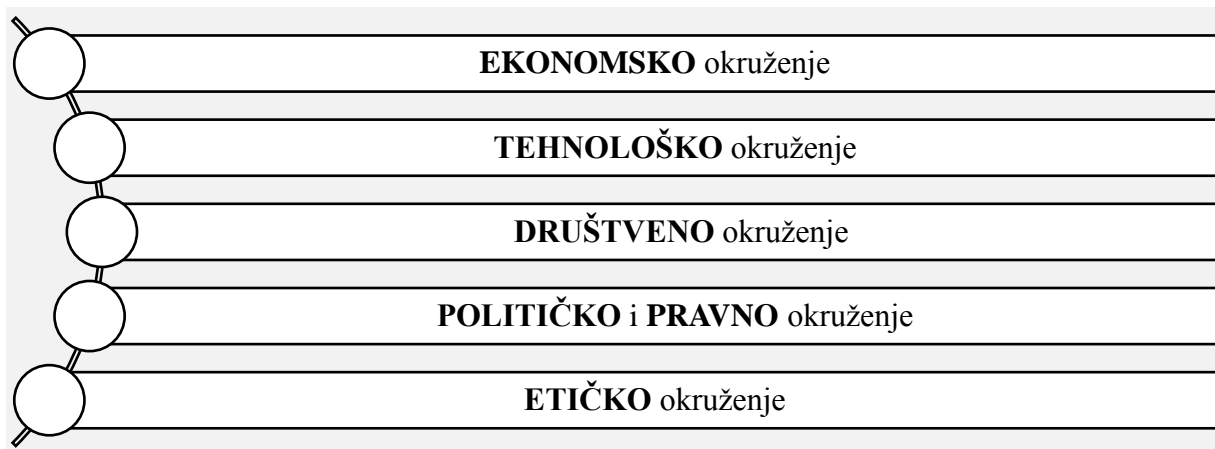 EKONOMSKO okruženje
TEHNOLOŠKO okruženje
DRUŠTVENO okruženje
POLITIČKO i PRAVNO okruženje
ETIČKO okruženje